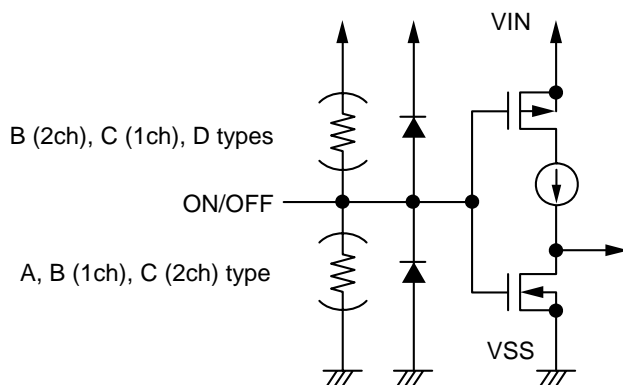 VIN
B (2ch), C (1ch), D types
ON/OFF
A, B (1ch), C (2ch) type
VSS